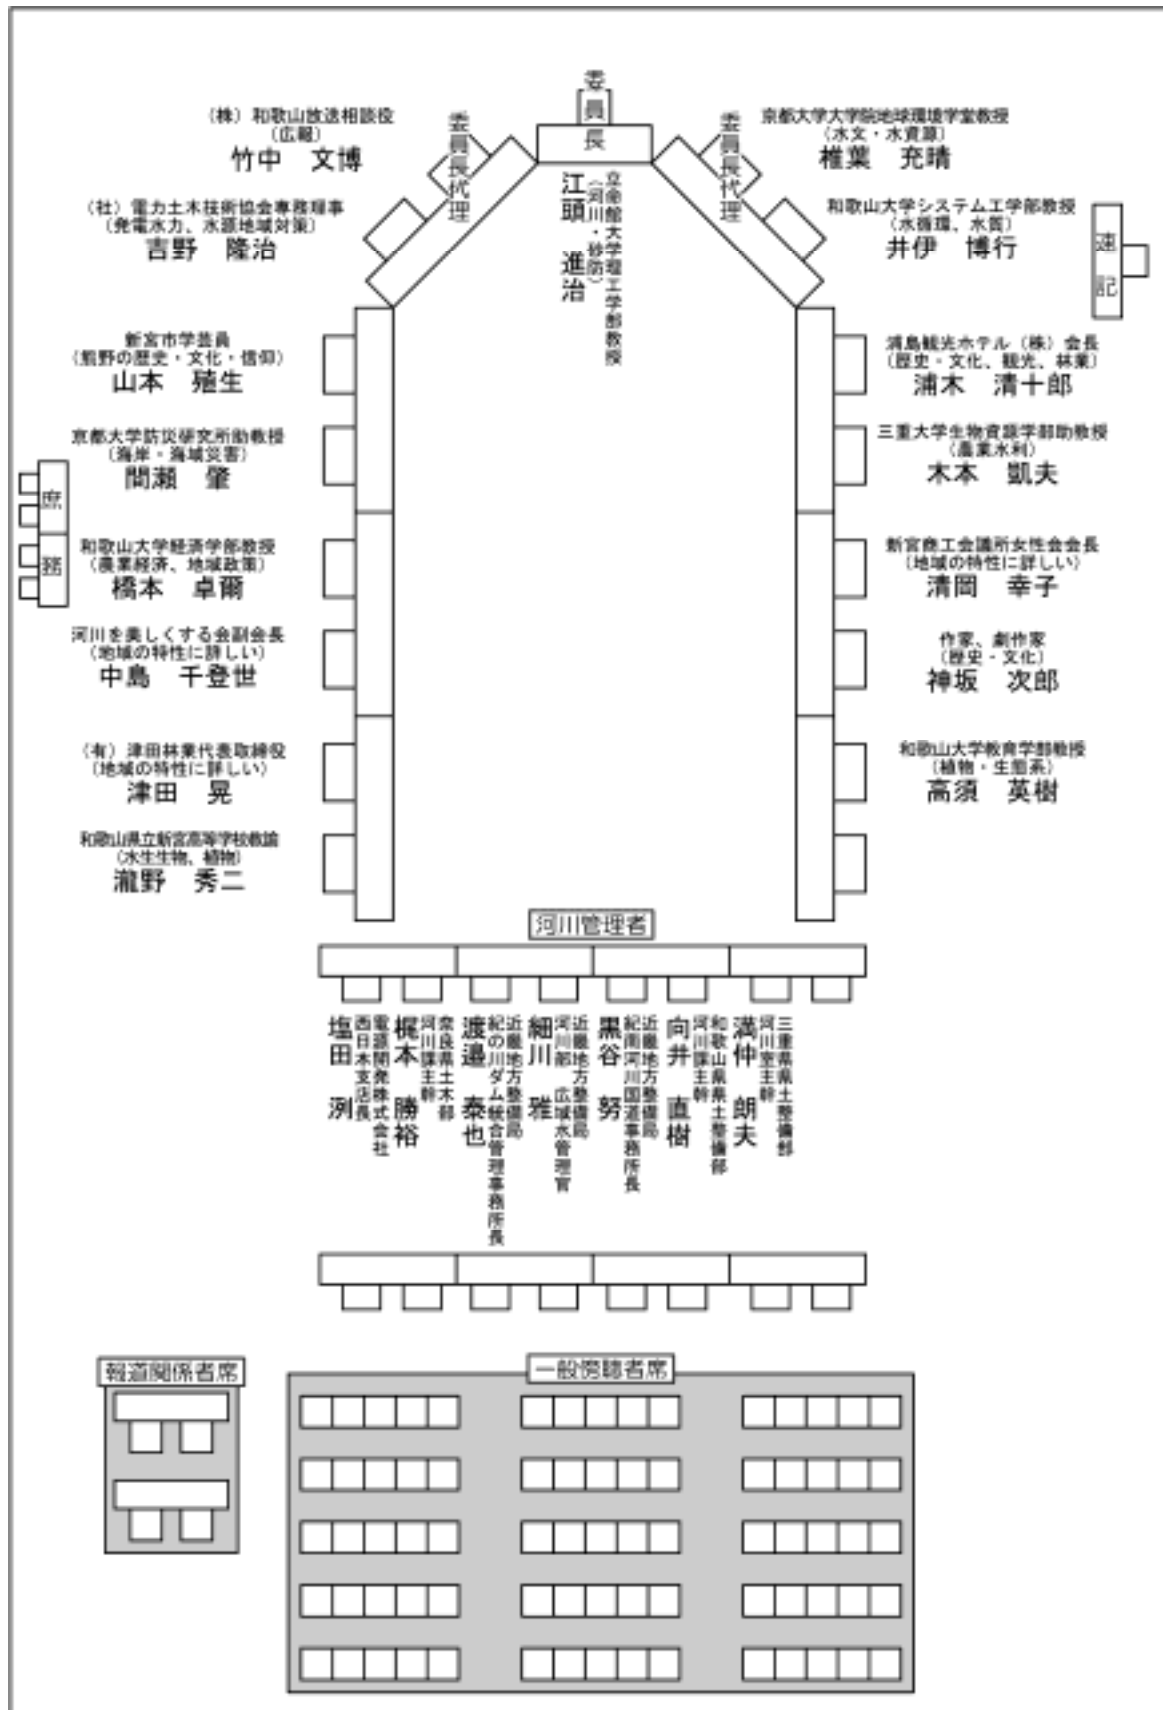 委員長
立命館大学理工学部教授
（河川・砂防）
江頭　進治
委員長代理
（株）和歌山放送相談役
（広報）
竹中　文博
（社）電力土木技術協会専務理事
（発電水力、水源地域対策）
吉野　隆治
新宮市学芸員
（熊野の歴史・文化・信仰）
山本　殖生
京都大学防災研究所助教授
（海岸・海域災害）
間瀬　肇
和歌山大学経済学部教授
（農業経済、地域政策）
橋本　卓爾
河川を美しくする会副会長
（地域の特性に詳しい）
中島　千登世
（有）津田林業代表取締役
（地域の特性に詳しい）
津田　晃
和歌山県立新宮高等学校教諭
（水生生物、植物）
瀧野　秀二
庶務
委員長代理
京都大学大学院地球環境学堂教授
（水文・水資源）
椎葉　充晴
和歌山大学システム工学部教授
（水循環、水質）
井伊　博行
速記
浦島観光ホテル（株）会長
（歴史・文化、観光、林業）
浦木　清十郎
三重大学生物資源学部助教授
（農業水利）
木本　凱夫
新宮商工会議所女性会会長
（地域の特性に詳しい）
清岡　幸子
作家、劇作家
（歴史・文化）
神坂　次郎
和歌山大学教育学部教授
（植物・生態系）
高須　英樹
河川管理者
三重県県土整備部
河川室主幹
満仲　朗夫
和歌山県県土整備部
河川課主幹
向井　直樹
近畿地方整備局
紀南河川国道事務所長
黒谷　努
近畿地方整備局
河川部　広域水管理官
細川　雅
近畿地方整備局
紀の川ダム統合管理事務所長
渡邉　泰也
奈良県土木部
河川課主幹
梶本　勝裕
電源開発株式会社
西日本支店長
塩田　洌
報道関係者席
一般傍聴者席